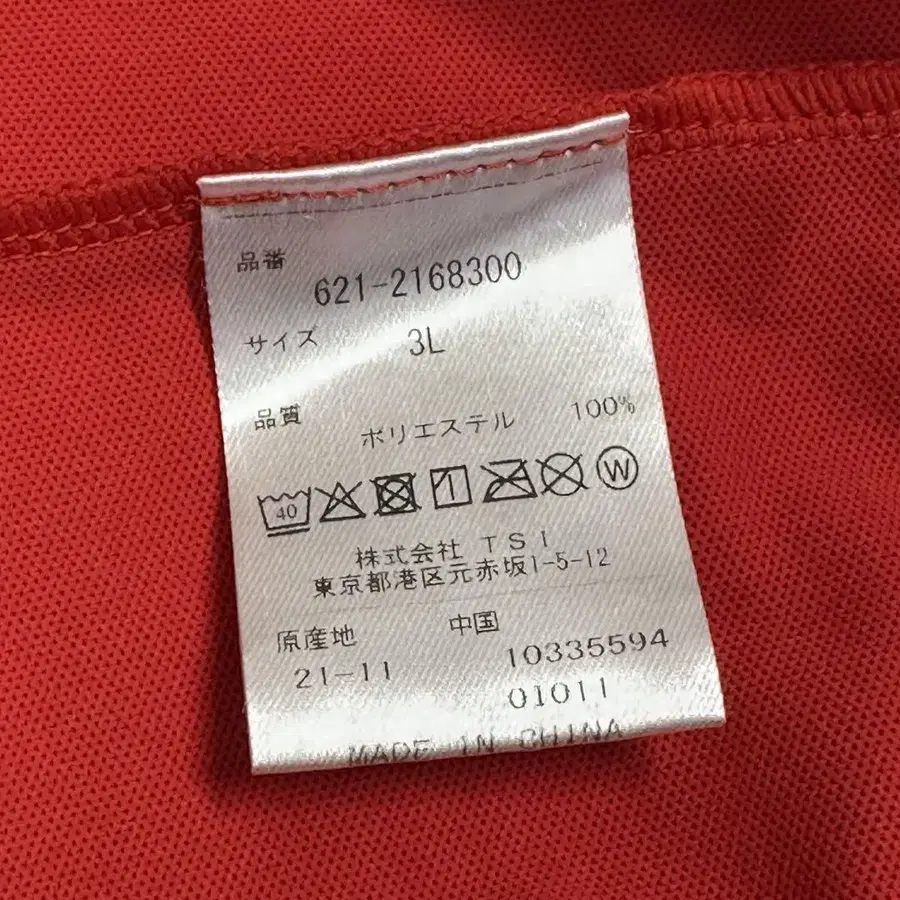 品番
621-2168300
サイズ 3L
品質
ポリエステル 100%
40
W
株式会社 TSI
東京都港区元赤坂1-5-12
原産地 中国
21-11 10335594
01011
MADE IN CHINA